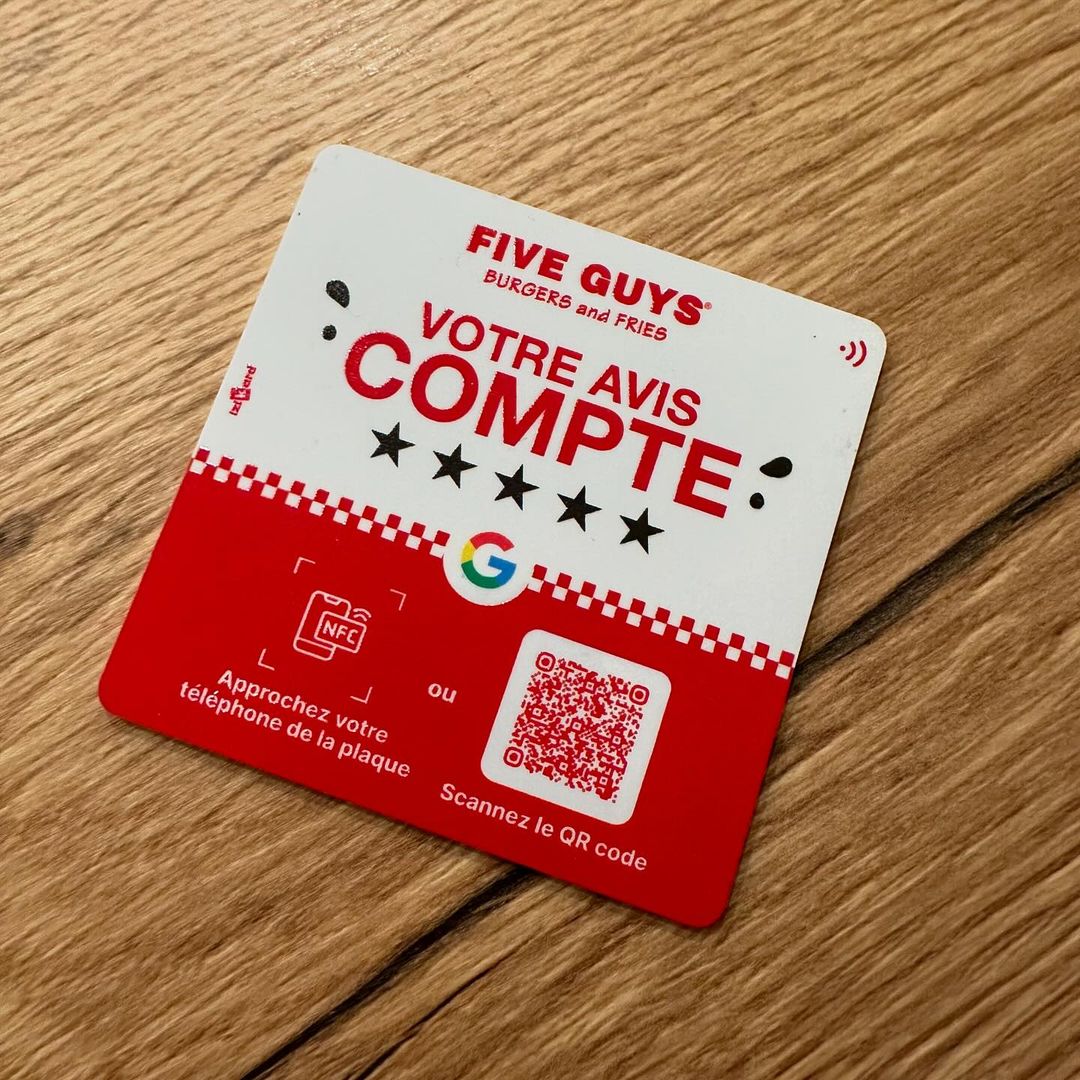 FIVE GUYS®
BURGERS and FRIES
VOTRE AVIS
COMPTE
G
NFC
Approchez votre
téléphone de la plaque
ou
Scannez le QR code